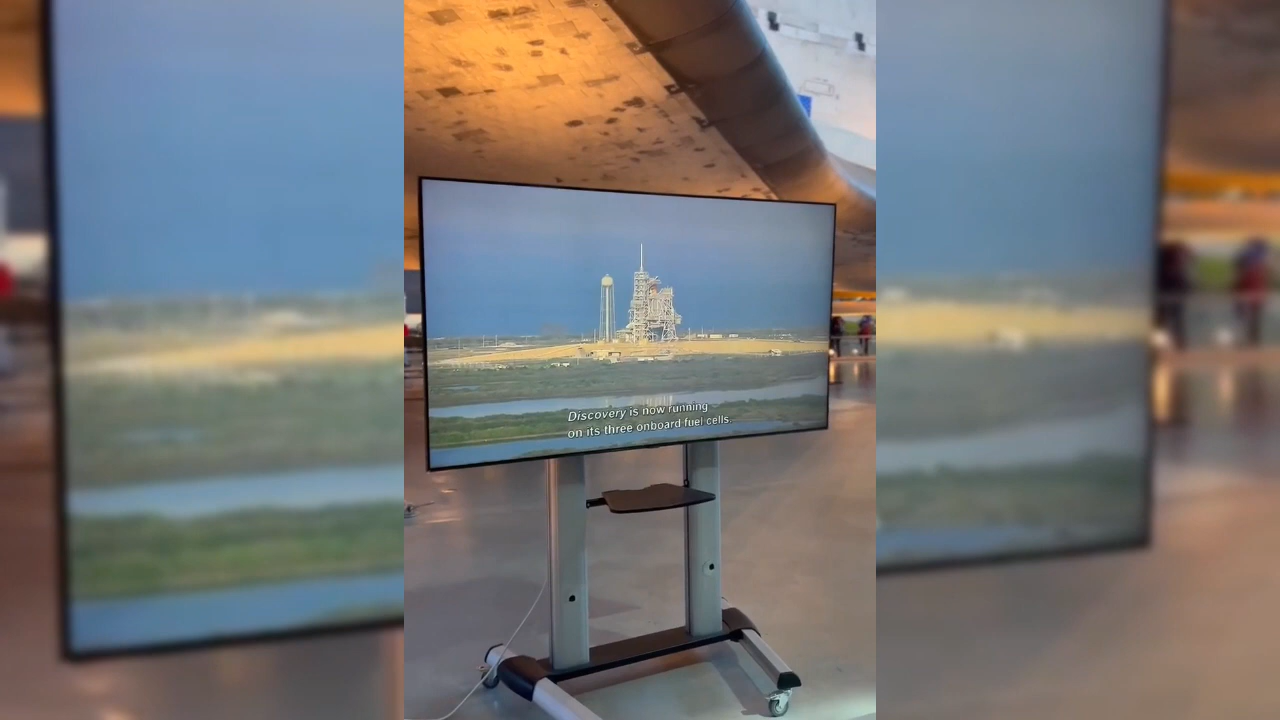 Discovery is now running
on its three onboard fuel cells.